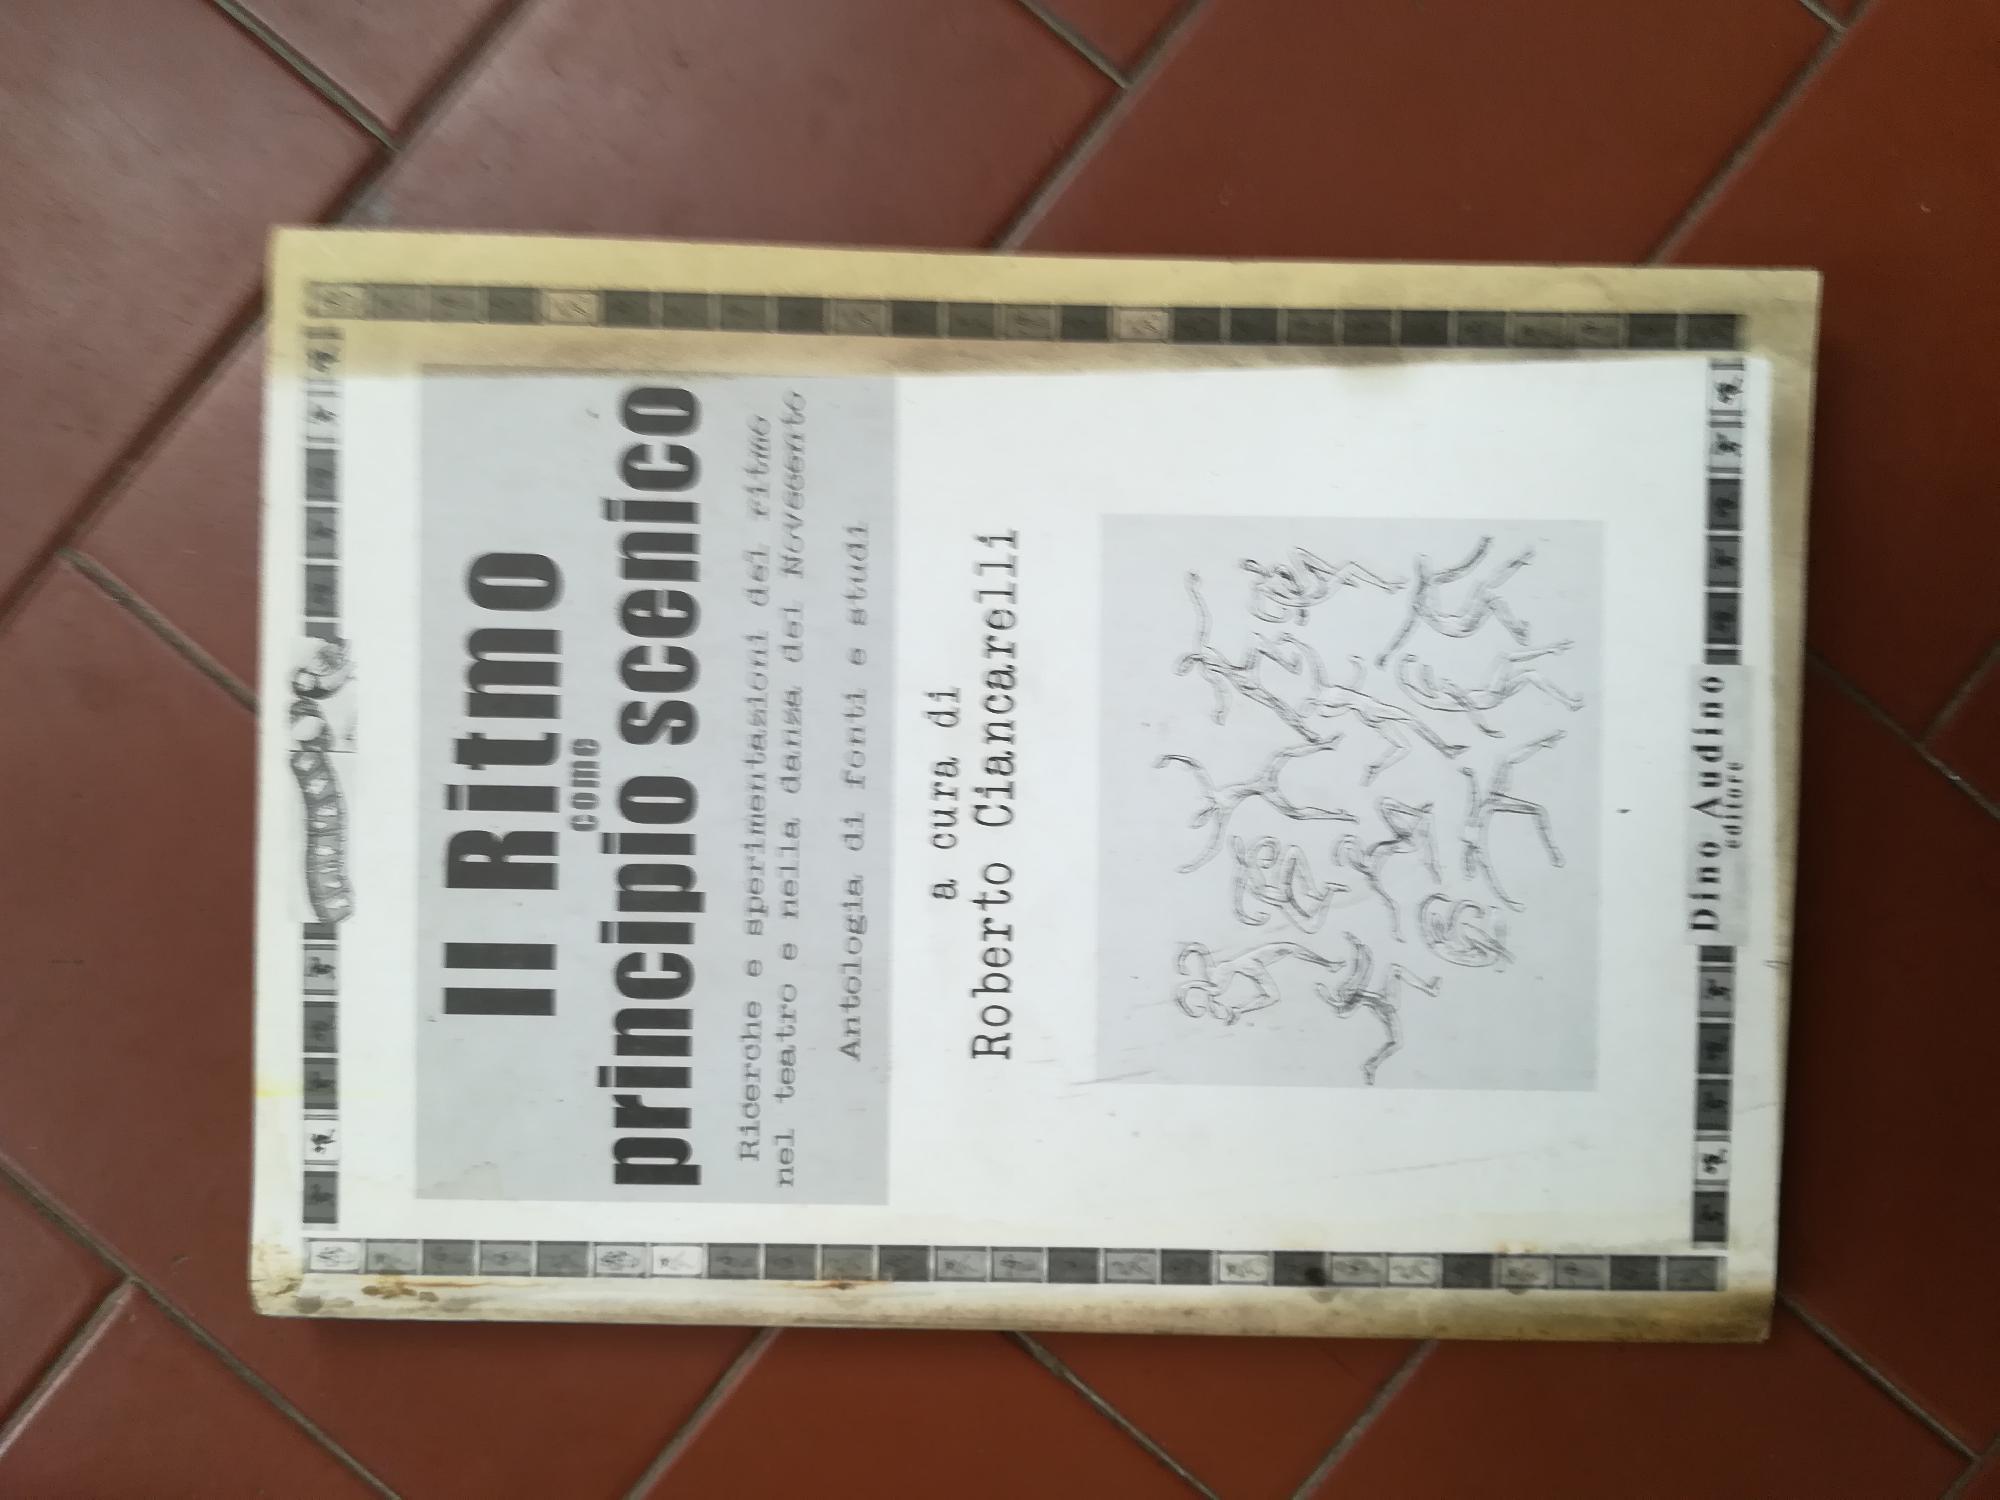 Il Ritmo
come
principio scenico
Ricerche e sperimentazioni del ritmo
nel teatro e nella danza del Novecento
Antologia di fonti e studi
a cura di
Roberto Ciancarelli
Dino Audino
editore